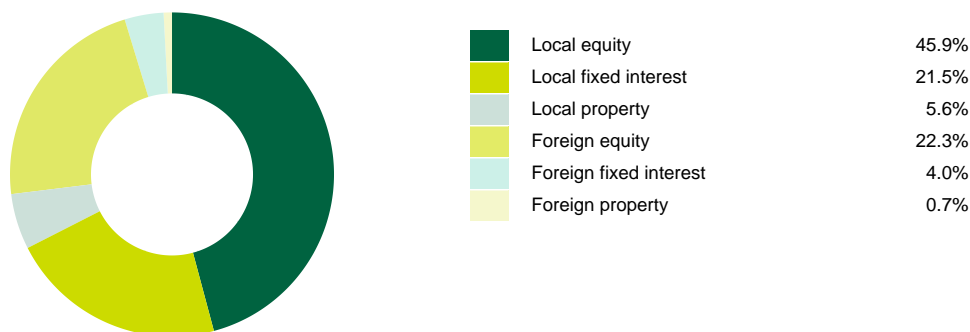 Local equity 45.9%
Local fixed interest 21.5%
Local property 5.6%
Foreign equity 22.3%
Foreign fixed interest 4.0%
Foreign property 0.7%